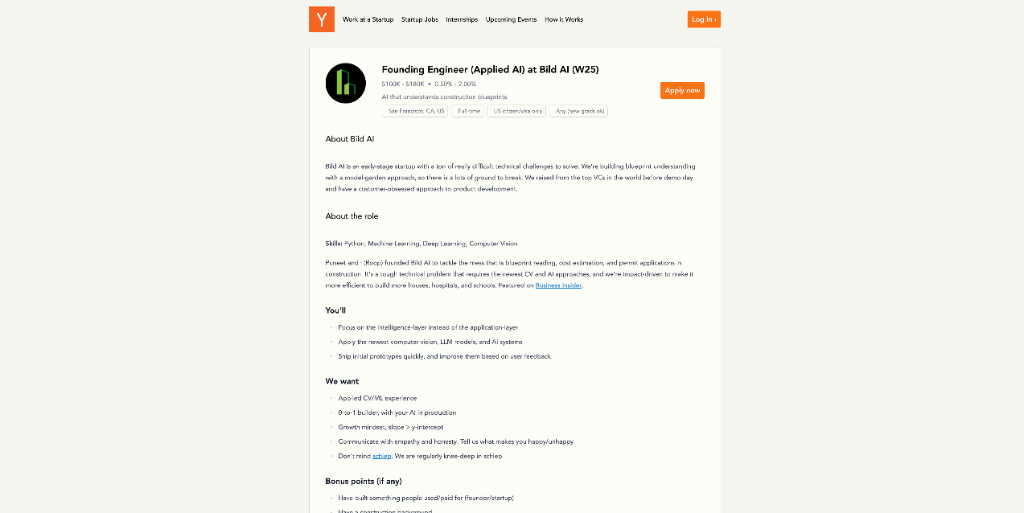 Y Work at a Startup Startup Jobs Internships Upcoming Events How it Works Log In ›
Founding Engineer (Applied AI) at Bild AI (W25)
$100K - $180K • 0.50% - 2.00%
AI that understands construction blueprints
Apply now
San Francisco, CA, US Full-time US citizen/visa only Any (new grads ok)
About Bild AI
Bild AI is an early-stage startup with a ton of really difficult technical challenges to solve. We're building blueprint understanding
with a model-garden approach, so there is a lots of ground to break. We raised from the top VCs in the world before demo day
and have a customer-obsessed approach to product development.
About the role
Skills: Python, Machine Learning, Deep Learning, Computer Vision
Puneet and I (Roop) founded Bild AI to tackle the mess that is blueprint reading, cost estimation, and permit applications in
construction. It's a tough technical problem that requires the newest CV and AI approaches, and we're impact-driven to make it
more efficient to build more houses, hospitals, and schools. Featured on Business Insider.
You'll
Focus on the Intelligence-layer instead of the application-layer
Apply the newest computer vision, LLM models, and AI systems
Ship initial prototypes quickly, and improve them based on user feedback
We want
Applied CV/ML experience
0-to-1 builder, with your AI in production
Growth mindset, slope > y-intercept
Communicate with empathy and honesty. Tell us what makes you happy/unhappy
Don't mind schlep. We are regularly knee-deep in schlep
Bonus points (if any)
Have built something people used/paid for (founder/startup)
Have a construction background